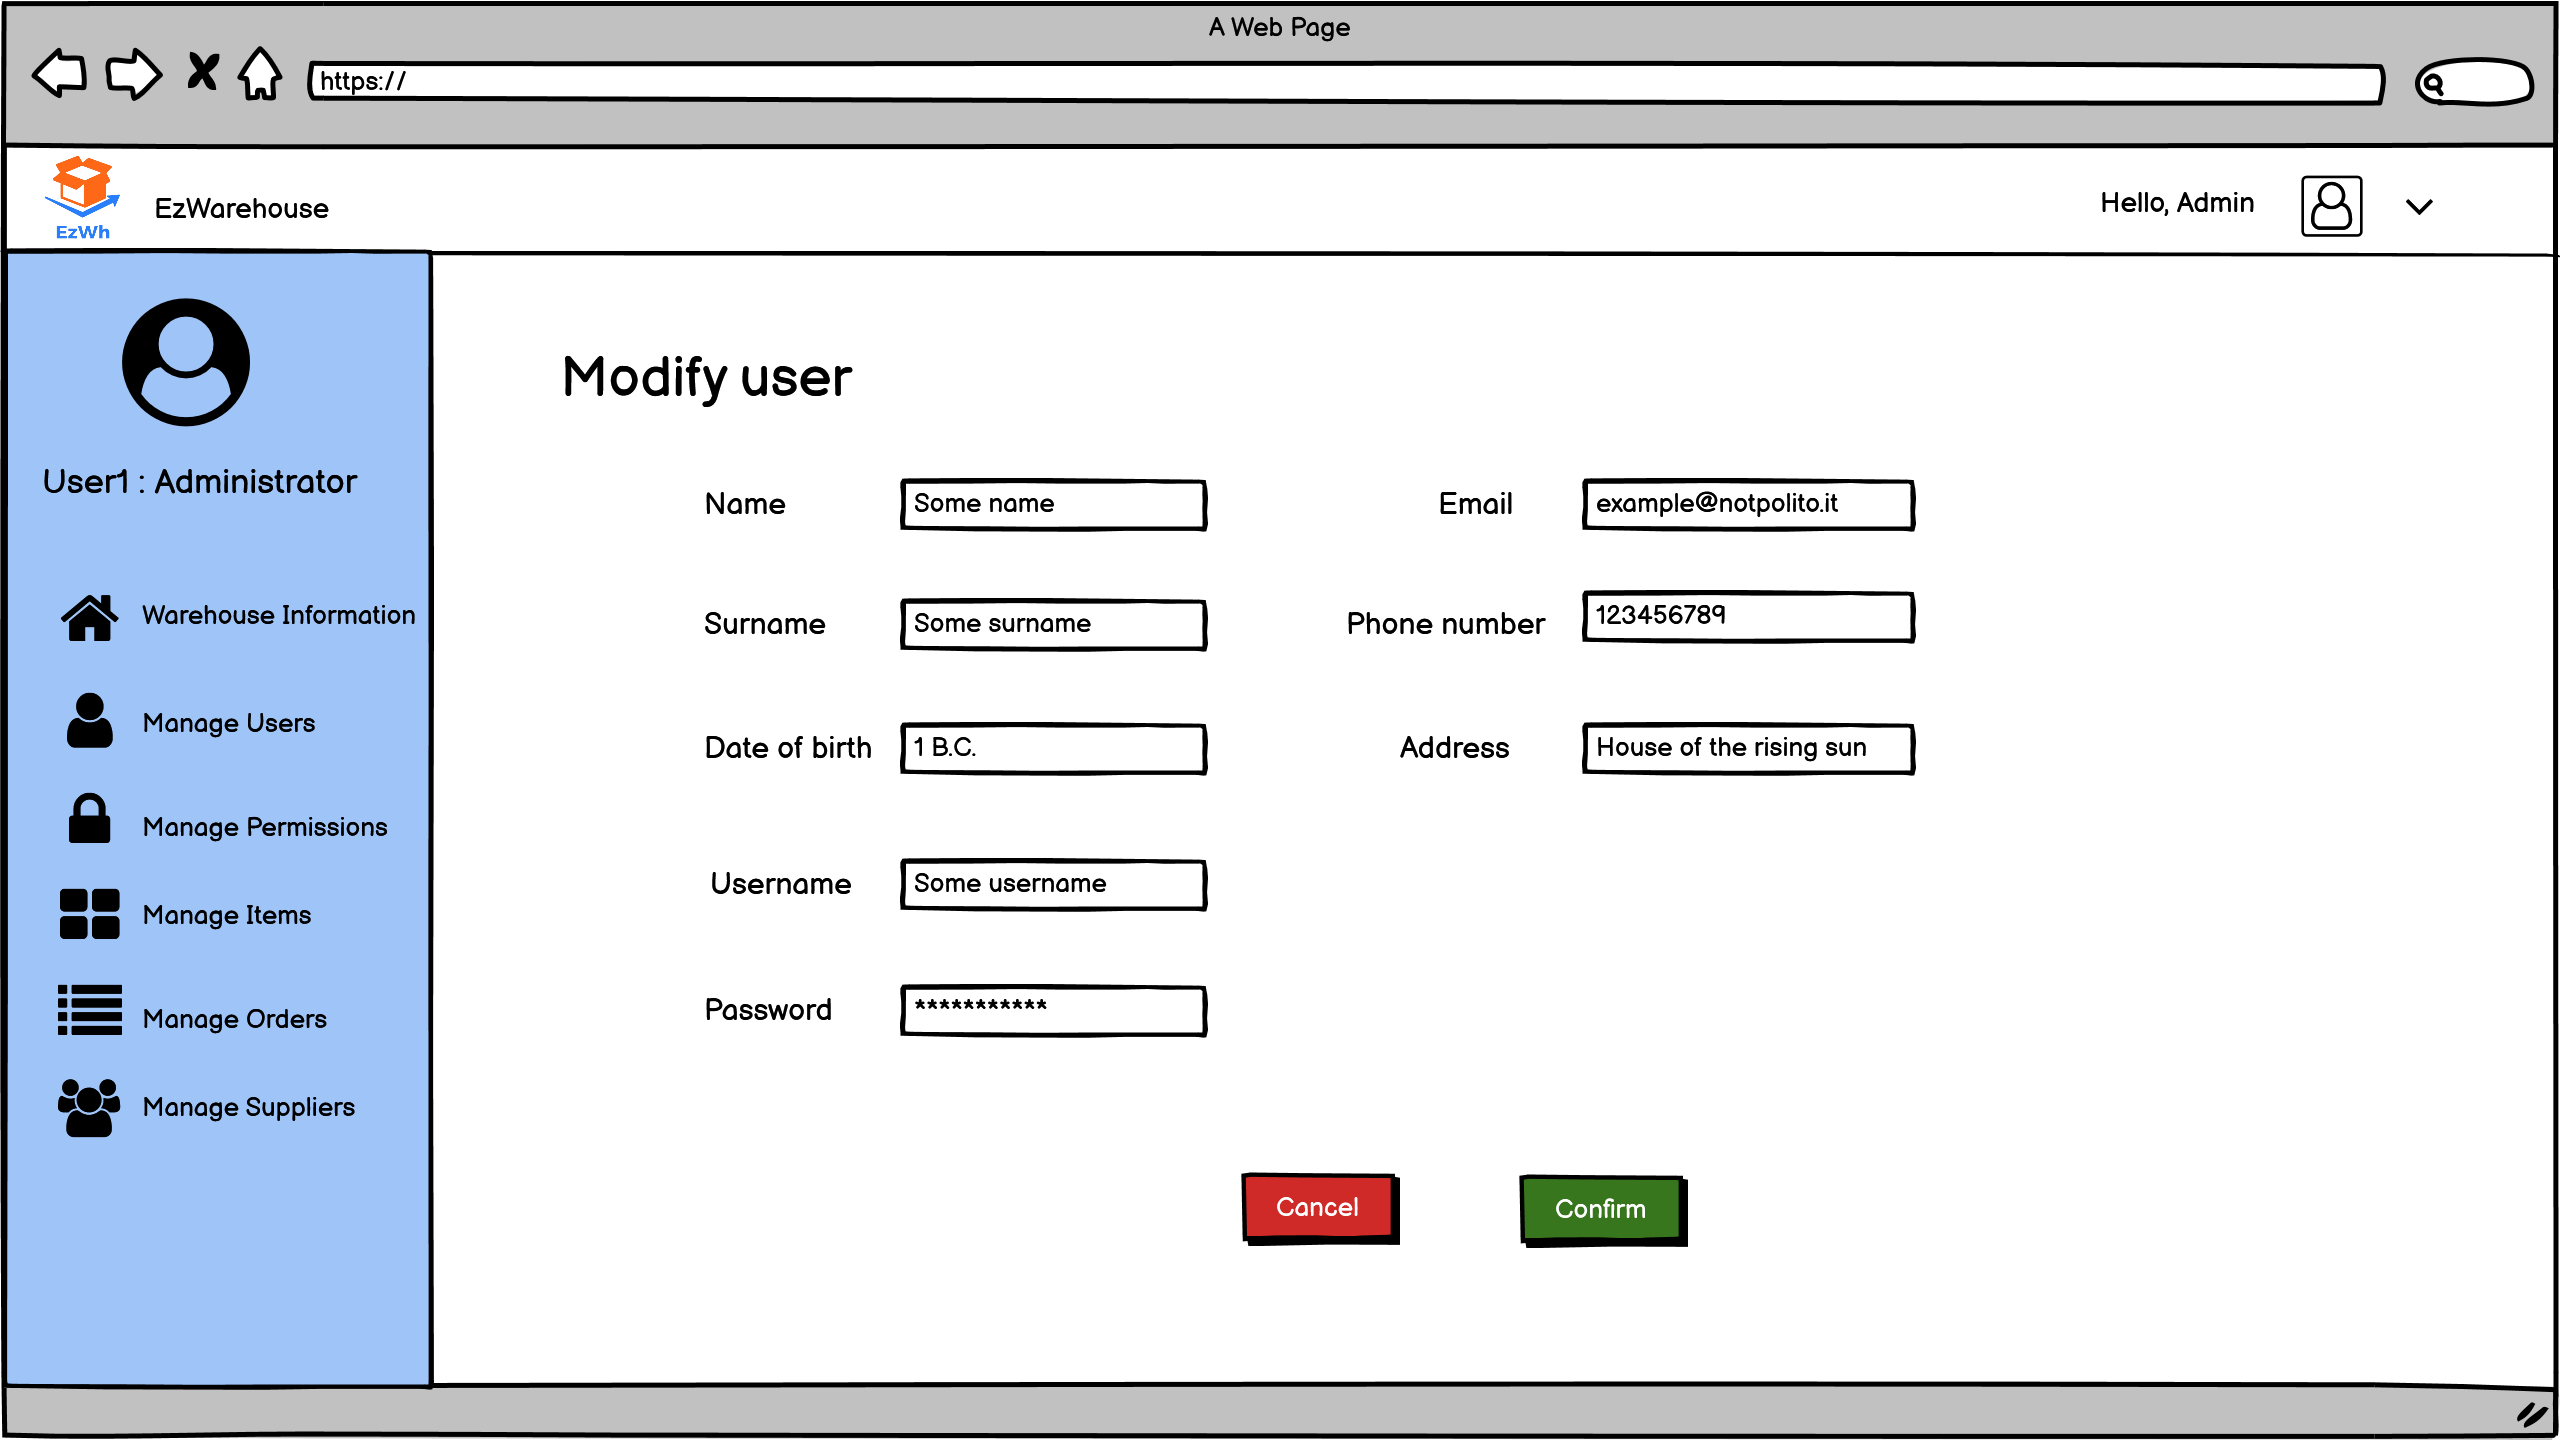 A Web Page
https://
EzWh
EzWarehouse
Hello, Admin
User1 : Administrator
Warehouse Information
Manage Users
Manage Permissions
Manage Items
Manage Orders
Manage Suppliers
Modify user
Name
Some name
Email
example@notpolito.it
Surname
Some surname
Phone number
123456789
Date of birth
1 B.C.
Address
House of the rising sun
Username
Some username
Password
***********
Cancel
Confirm